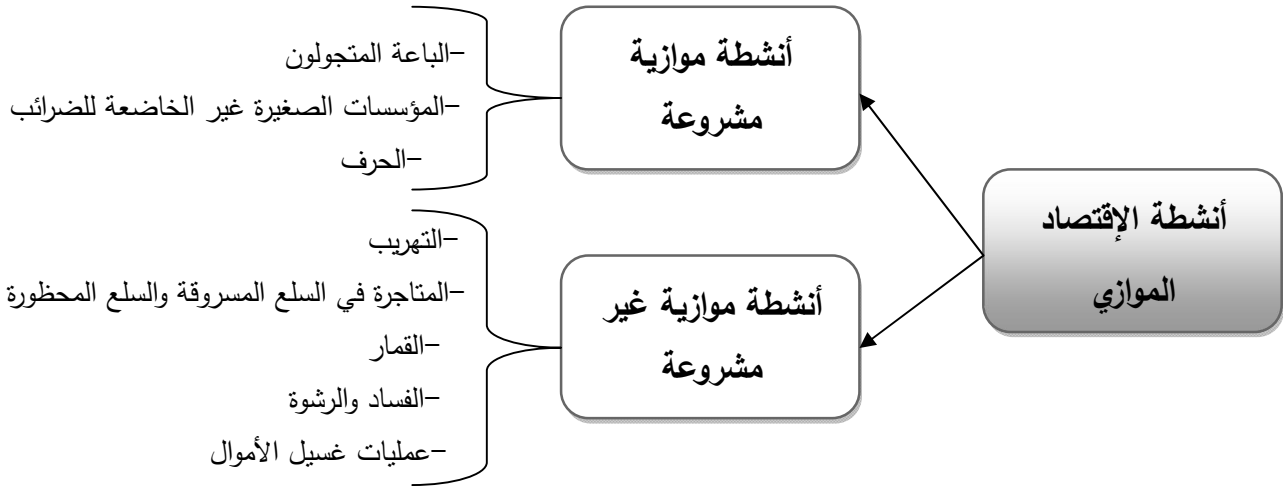 أنشطة الإقتصاد
الموازي
أنشطة موازية
مشروعة
-الباعة المتجولون
-المؤسسات الصغيرة غير الخاضعة للضرائب
-الحرف
أنشطة موازية غير
مشروعة
-التهريب
-المتاجرة في السلع المسروقة والسلع المحظورة
-القمار
-الفساد والرشوة
-عمليات غسيل الأموال